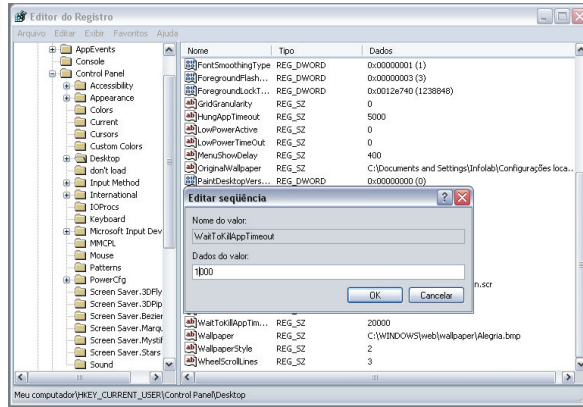 Editor do Registro
Arquivo Editar Exibir Favoritos Ajuda
AppEvents
Console
Control Panel
Accessibility
Appearance
Colors
Current
Cursors
Custom Colors
Desktop
don't load
Input Method
International
IOProcs
Keyboard
Microsoft Input Dev
MMCPL
Mouse
Patterns
PowerCfg
Screen Saver.3DFly
Screen Saver.3DPip
Screen Saver.Bezier
Screen Saver.Marqu
Screen Saver.Mystif
Screen Saver.Stars
Sound
Nome Tipo Dados
FontSmoothingType REG_DWORD 0x00000001 (1)
ForegroundFlash... REG_DWORD 0x00000003 (3)
ForegroundLockT... REG_DWORD 0x0012e740 (1238848)
GridGranularity REG_SZ 0
HungAppTimeout REG_SZ 5000
LowPowerActive REG_SZ 0
LowPowerTimeOut REG_SZ 0
MenuShowDelay REG_SZ 400
OriginalWallpaper REG_SZ C:\Documents and Settings\Infolab\Configurações loca...
PaintDesktopVers... REG_DWORD 0x00000000 (0)
Editar seqüência
Nome do valor:
WaitToKillAppTimeout
Dados do valor:
1000
n.scr
OK Cancelar
WaitToKillAppTim... REG_SZ 20000
Wallpaper REG_SZ C:\WINDOWS\web\wallpaper\Alegria.bmp
WallpaperStyle REG_SZ 2
WheelScrollLines REG_SZ 3
Meu computador\HKEY_CURRENT_USER\Control Panel\Desktop